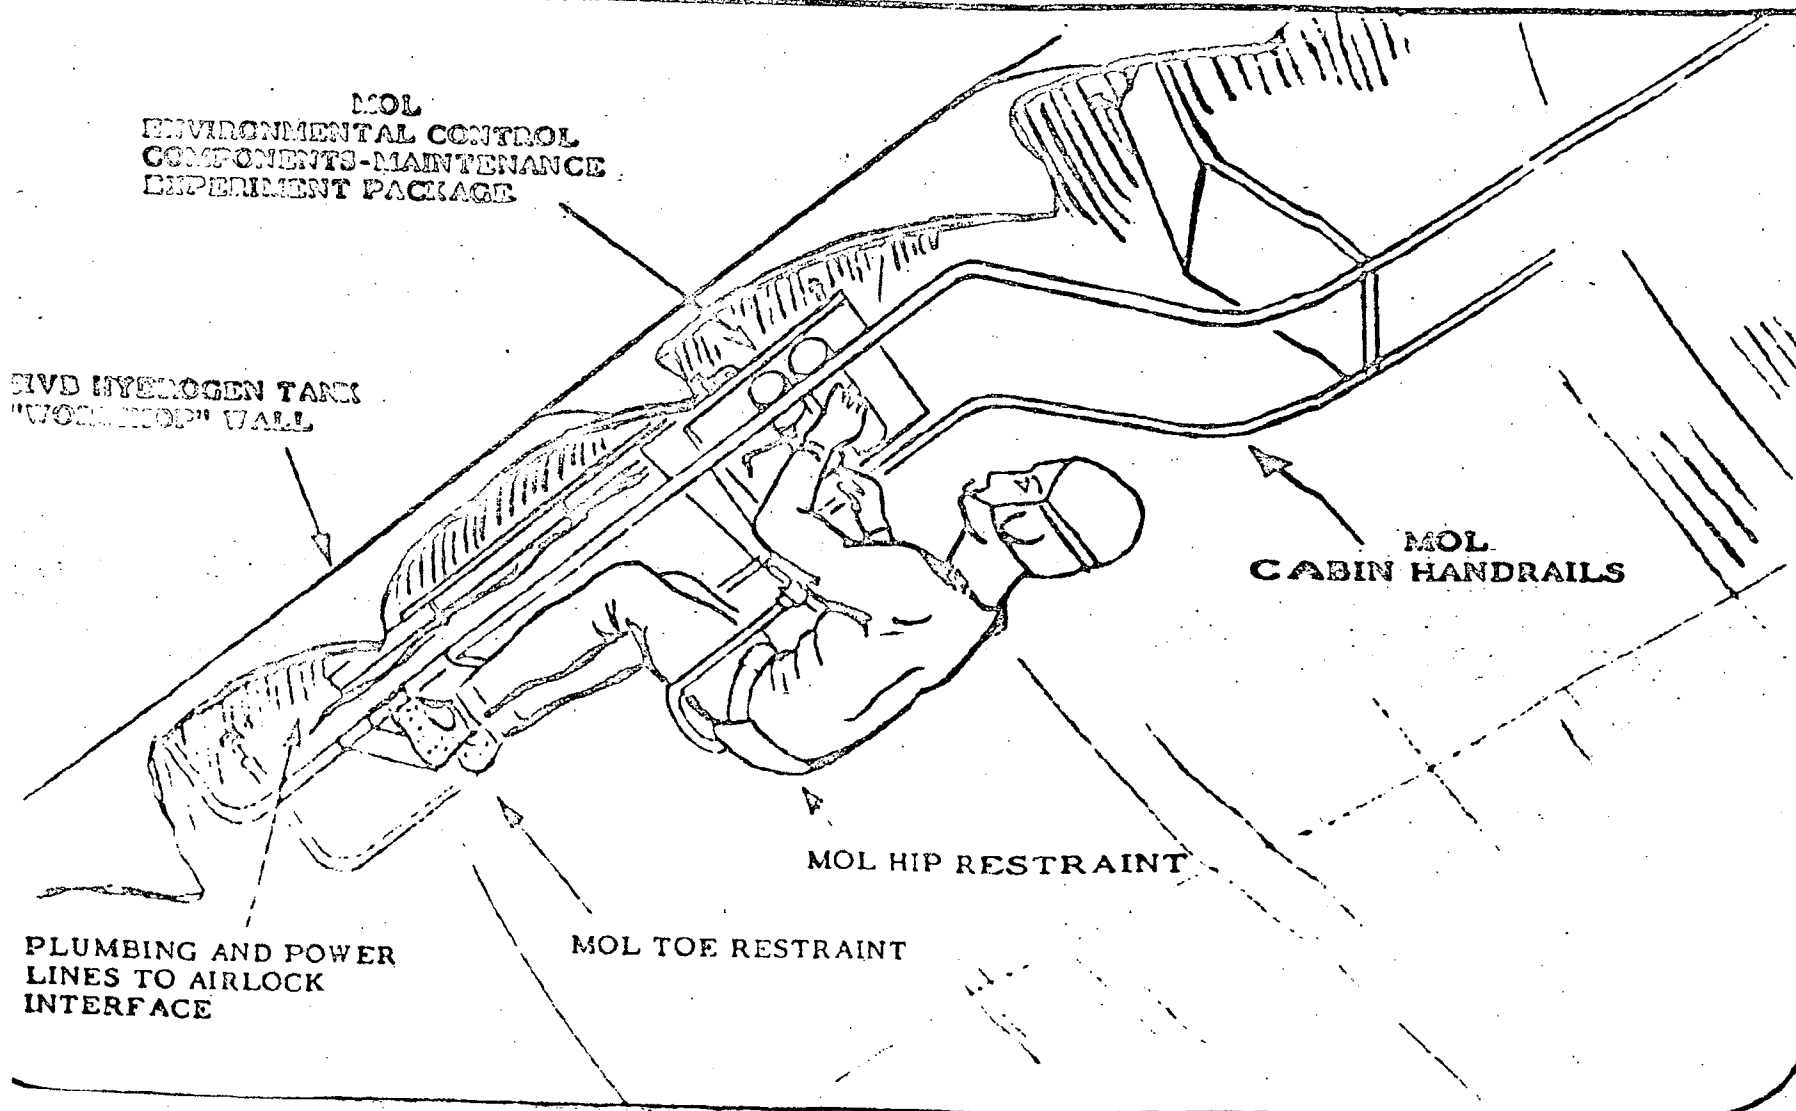 MOL
ENVIRONMENTAL CONTROL
COMPONENTS-MAINTENANCE
EXPERIMENT PACKAGE
HYDROGEN TANK
"WORKSHOP" WALL
MOL
CABIN HANDRAILS
MOL HIP RESTRAINT
MOL TOE RESTRAINT
PLUMBING AND POWER
LINES TO AIRLOCK
INTERFACE